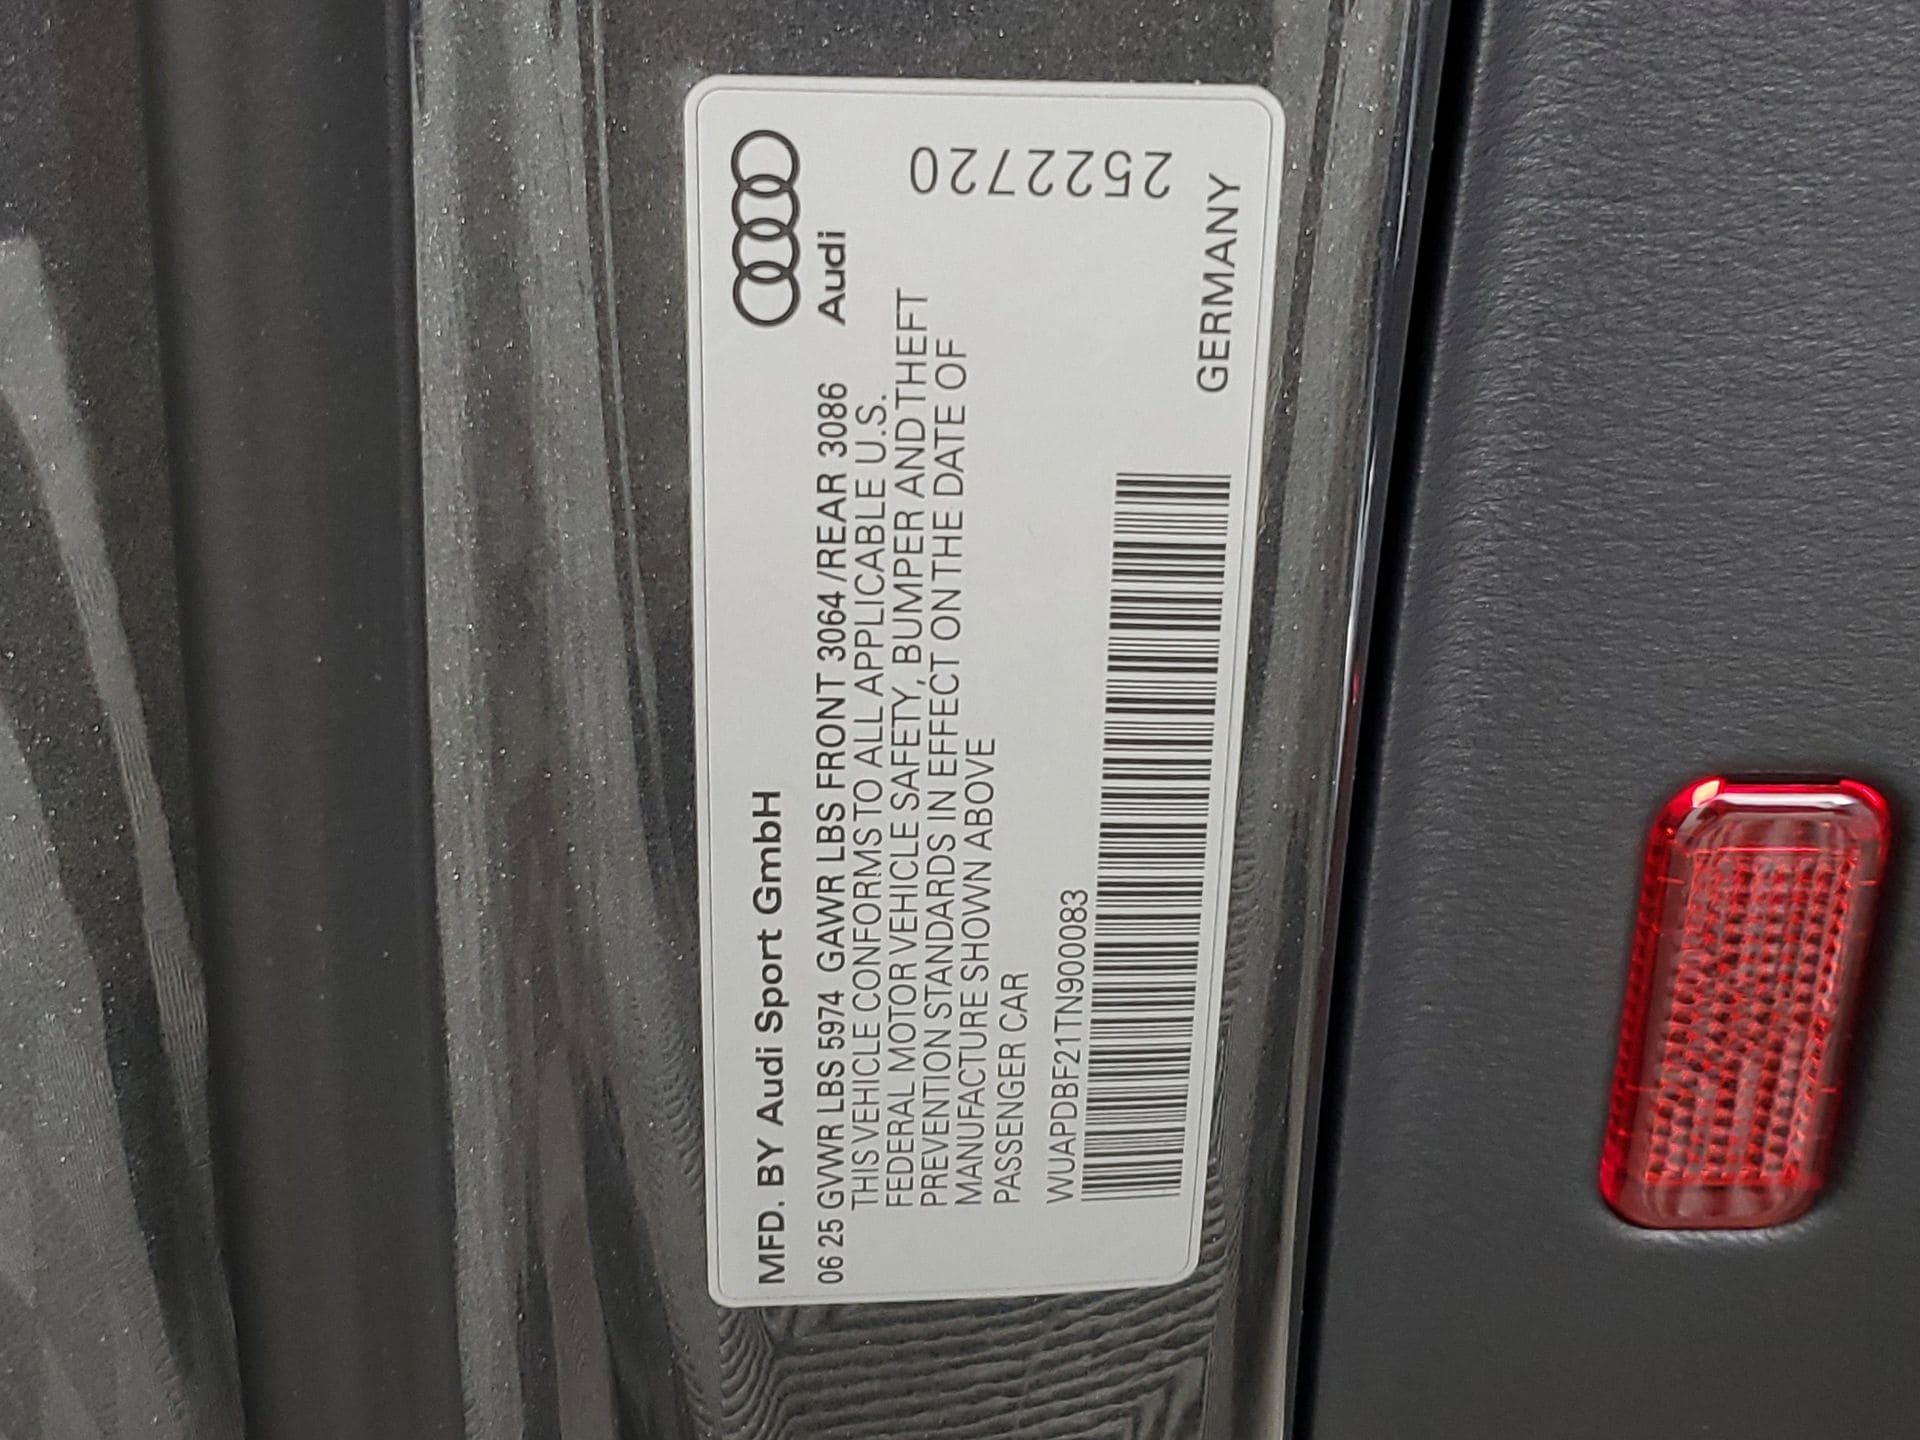 MFD. BY Audi Sport GmbH
Audi
06 25 GVWR LBS 5974 GAWR LBS FRONT 3064 /REAR 3086
THIS VEHICLE CONFORMS TO ALL APPLICABLE U.S.
FEDERAL MOTOR VEHICLE SAFETY, BUMPER AND THEFT
PREVENTION STANDARDS IN EFFECT ON THE DATE OF
MANUFACTURE SHOWN ABOVE
PASSENGER CAR
WUAPDBF21TN900083
2522720
GERMANY